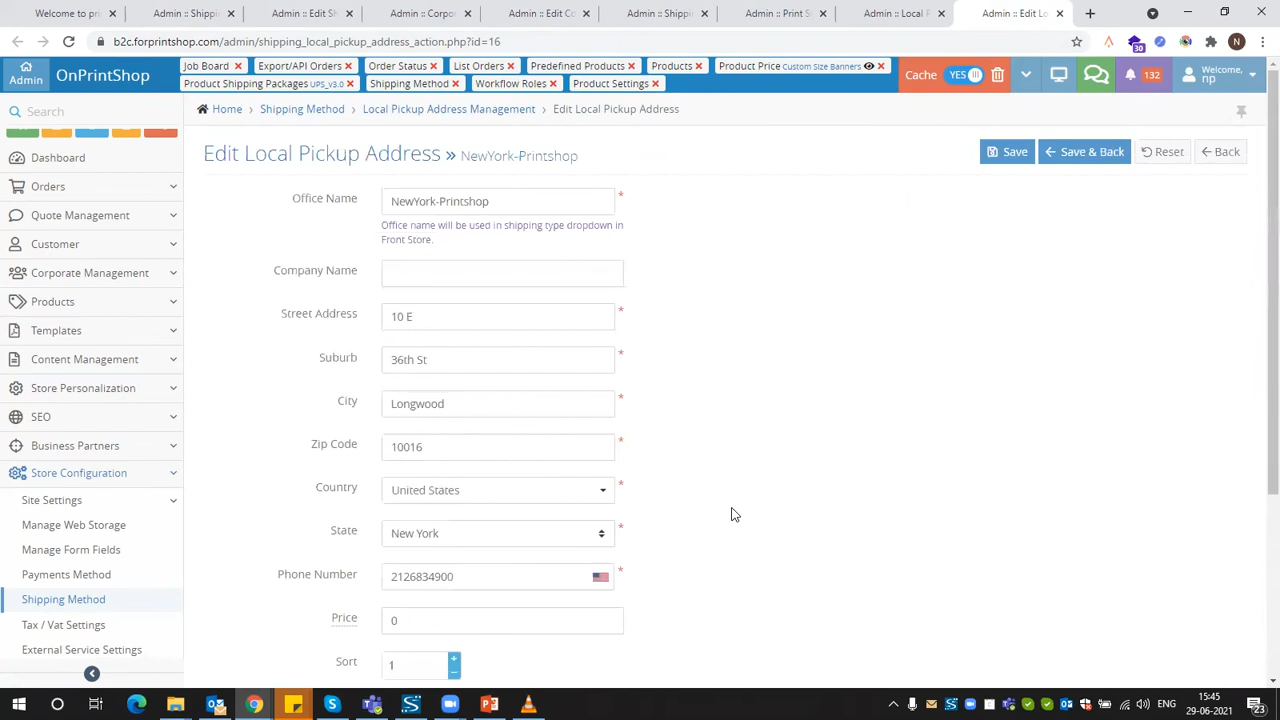 Welcome to pri
Admin :: Shippi
Admin :: Edit Sh
Admin :: Corpo
Admin :: Edit Co
Admin :: Shippi
Admin :: Print S
Admin :: Local P
Admin :: Edit Lo
b2c.forprintshop.com/admin/shipping_local_pickup_address_action.php?id=16
30
N
Admin
OnPrintShop
Job Board
Export/API Orders
Order Status
List Orders
Predefined Products
Products
Product Price Custom Size Banners
Product Shipping Packages UPS_v3.0
Shipping Method
Workflow Roles
Product Settings
Cache YES
132
Welcome, np
Search
Home > Shipping Method > Local Pickup Address Management > Edit Local Pickup Address
Edit Local Pickup Address » NewYork-Printshop
Save
Save & Back
Reset
Back
Dashboard
Orders
Quote Management
Customer
Corporate Management
Products
Templates
Content Management
Store Personalization
SEO
Business Partners
Store Configuration
Site Settings
Manage Web Storage
Manage Form Fields
Payments Method
Shipping Method
Tax / Vat Settings
External Service Settings
Office Name NewYork-Printshop *
Office name will be used in shipping type dropdown in
Front Store.
Company Name
Street Address 10 E *
Suburb 36th St *
City Longwood *
Zip Code 10016 *
Country United States *
State New York *
Phone Number 2126834900 *
Price 0
Sort 1
15:45
29-06-2021
23